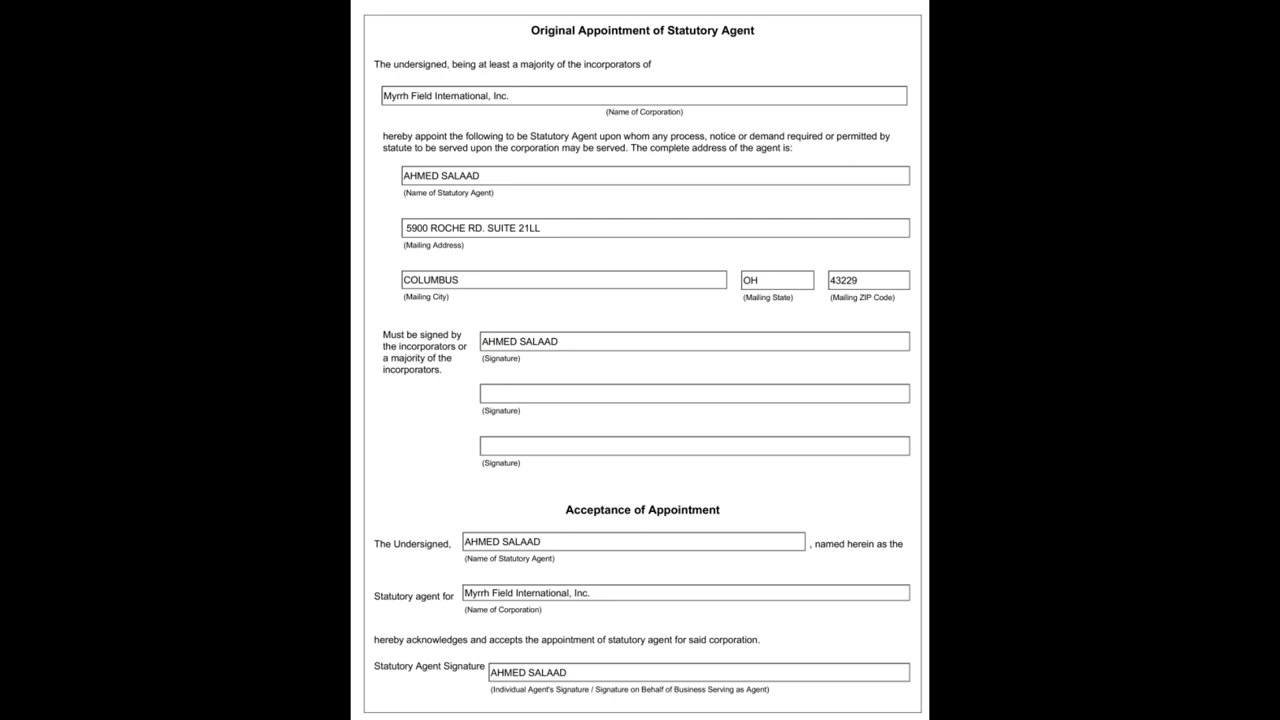 Original Appointment of Statutory Agent
The undersigned, being at least a majority of the incorporators of
Myrrh Field International, Inc.
(Name of Corporation)
hereby appoint the following to be Statutory Agent upon whom any process, notice or demand required or permitted by
statute to be served upon the corporation may be served. The complete address of the agent is:
AHMED SALAAD
(Name of Statutory Agent)
5900 ROCHE RD. SUITE 21LL
(Mailing Address)
COLUMBUS OH 43229
(Mailing City) (Mailing State) (Mailing ZIP Code)
Must be signed by
the incorporators or
a majority of the
incorporators.
AHMED SALAAD
(Signature)
(Signature)
(Signature)
Acceptance of Appointment
The Undersigned, AHMED SALAAD , named herein as the
(Name of Statutory Agent)
Statutory agent for Myrrh Field International, Inc.
(Name of Corporation)
hereby acknowledges and accepts the appointment of statutory agent for said corporation.
Statutory Agent Signature AHMED SALAAD
(Individual Agent's Signature / Signature on Behalf of Business Serving as Agent)